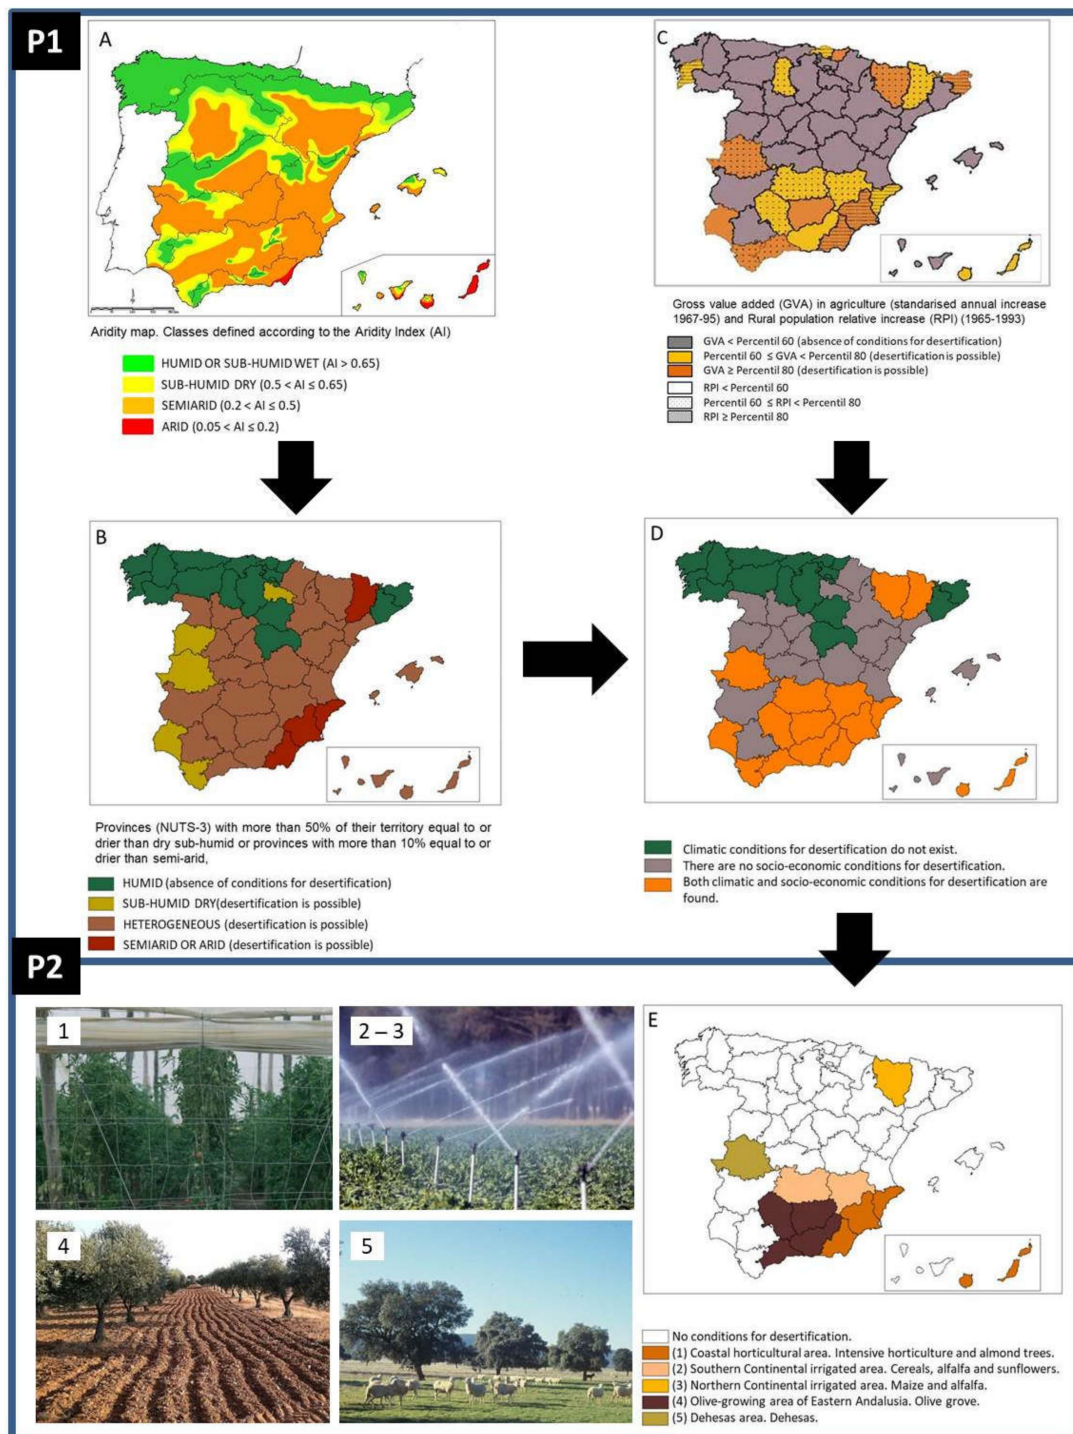 P1
A
Aridity map. Classes defined according to the Aridity Index (AI)
HUMID OR SUB-HUMID WET (AI > 0.65)
SUB-HUMID DRY (0.5 < AI ≤ 0.65)
SEMIARID (0.2 < AI ≤ 0.5)
ARID (0.05 < AI ≤ 0.2)
C
Gross value added (GVA) in agriculture (standarised annual increase
1967-95) and Rural population relative increase (RPI) (1965-1993)
GVA < Percentil 60 (absence of conditions for desertification)
Percentil 60 ≤ GVA < Percentil 80 (desertification is possible)
GVA ≥ Percentil 80 (desertification is possible)
RPI < Percentil 60
Percentil 60 ≤ RPI < Percentil 80
RPI ≥ Percentil 80
B
Provinces (NUTS-3) with more than 50% of their territory equal to or
drier than dry sub-humid or provinces with more than 10% equal to or
drier than semi-arid,
HUMID (absence of conditions for desertification)
SUB-HUMID DRY(desertification is possible)
HETEROGENEOUS (desertification is possible)
SEMIARID OR ARID (desertification is possible)
D
Climatic conditions for desertification do not exist.
There are no socio-economic conditions for desertification.
Both climatic and socio-economic conditions for desertification are
found.
P2
1
2 – 3
4
5
E
No conditions for desertification.
(1) Coastal horticultural area. Intensive horticulture and almond trees.
(2) Southern Continental irrigated area. Cereals, alfalfa and sunflowers.
(3) Northern Continental irrigated area. Maize and alfalfa.
(4) Olive-growing area of Eastern Andalusia. Olive grove.
(5) Dehesas area. Dehesas.